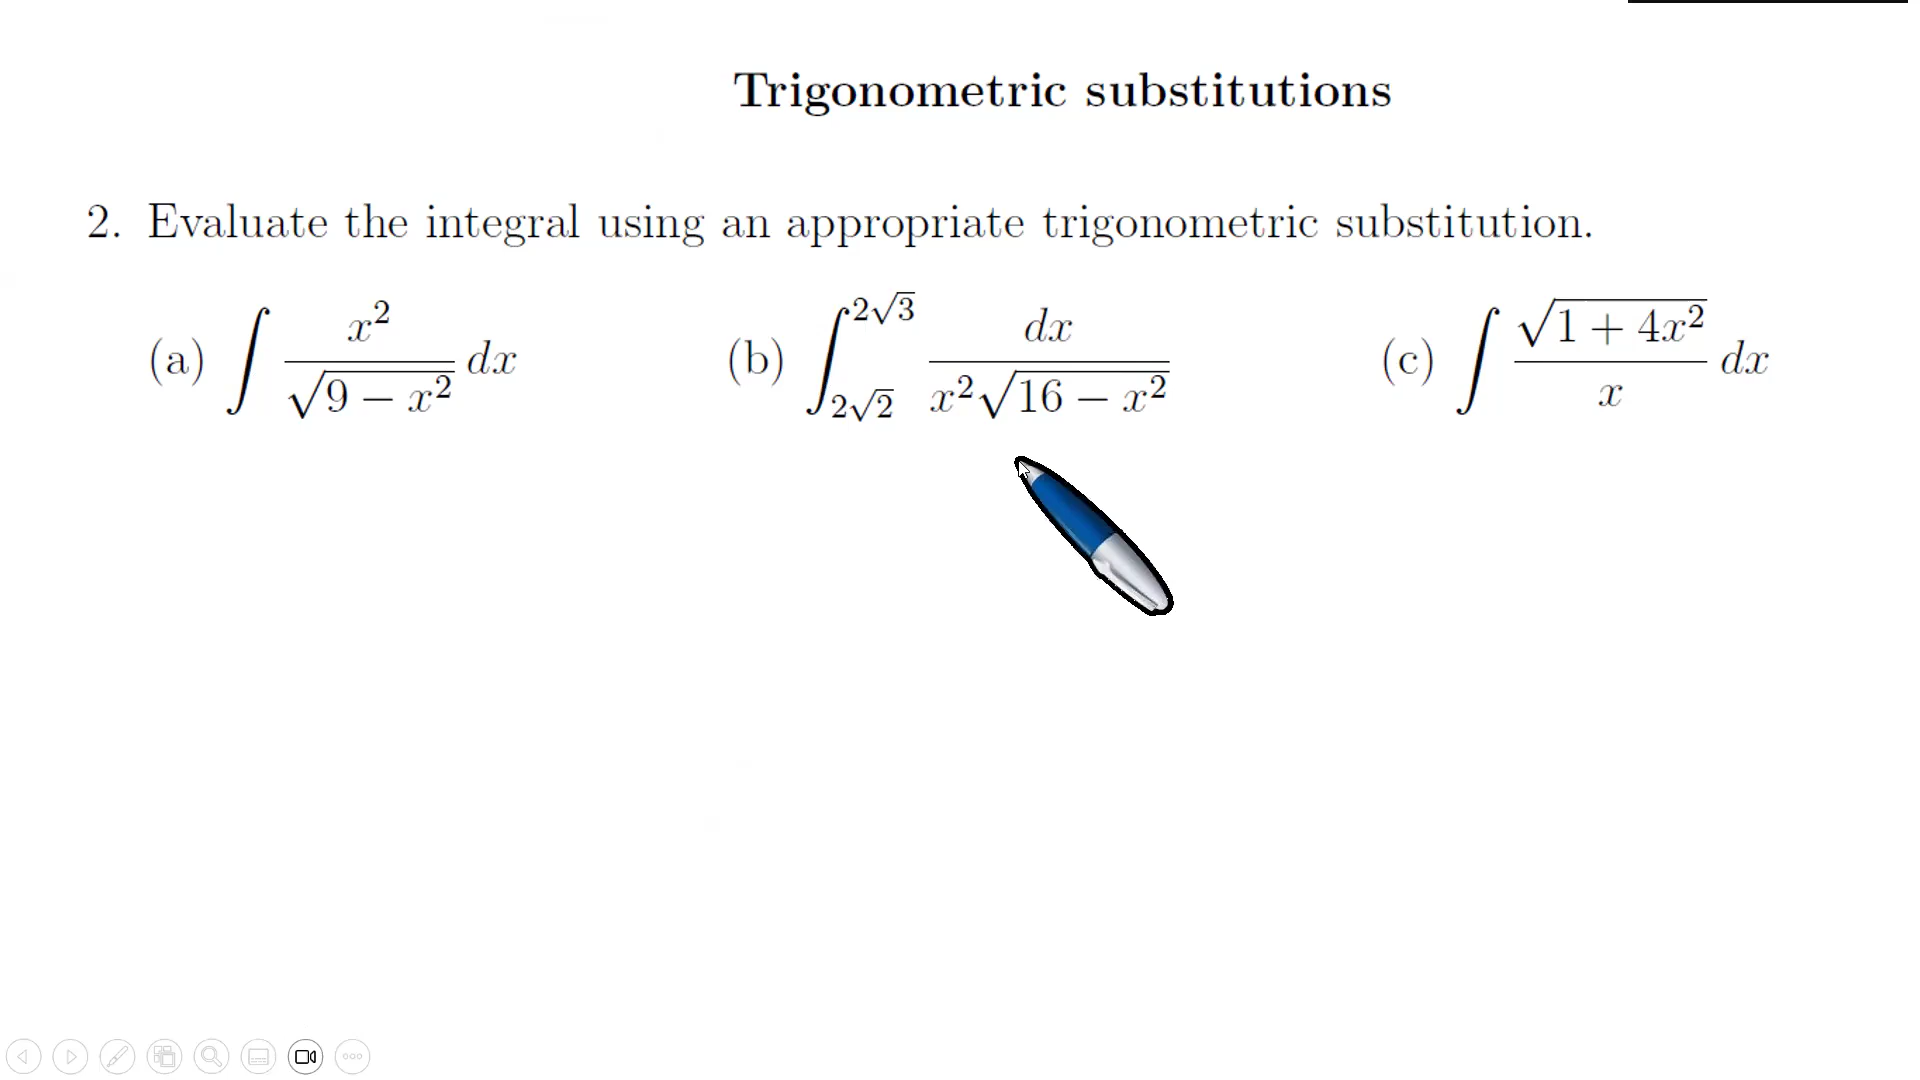 Trigonometric substitutions
2. Evaluate the integral using an appropriate trigonometric substitution.
(a) ∫ x²/√(9 − x²) dx (b) ∫_{2√2}^{2√3} dx/(x²√(16 − x²)) (c) ∫ √(1 + 4x²)/x dx